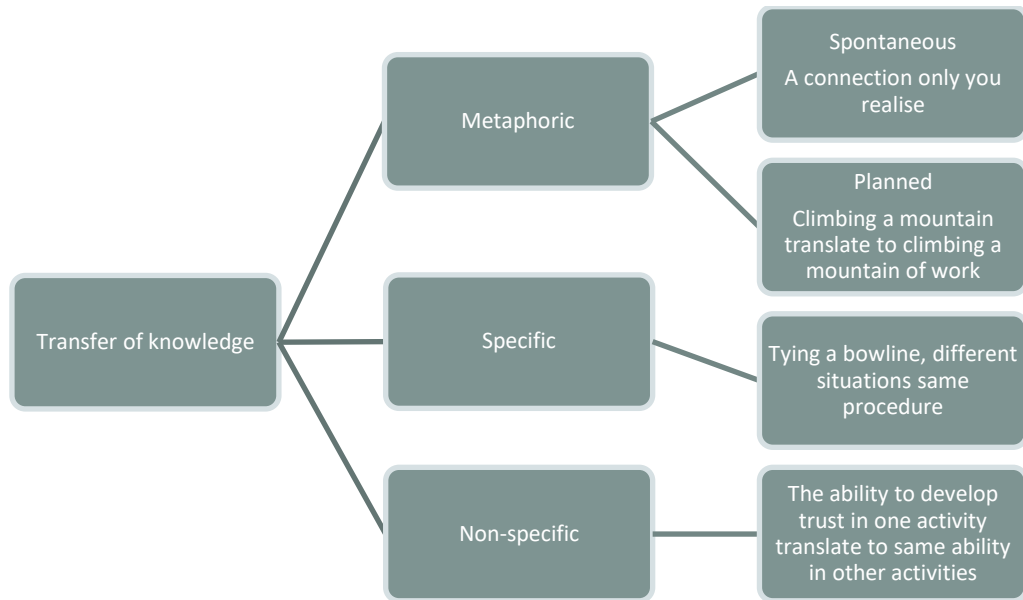 Transfer of knowledge
Metaphoric
Spontaneous
A connection only you
realise
Planned
Climbing a mountain
translate to climbing a
mountain of work
Specific
Tying a bowline, different
situations same
procedure
Non-specific
The ability to develop
trust in one activity
translate to same ability
in other activities